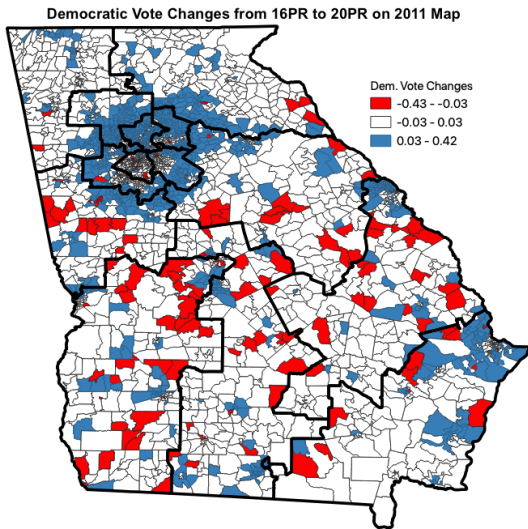 Democratic Vote Changes from 16PR to 20PR on 2011 Map
Dem. Vote Changes
-0.43 - -0.03
-0.03 - 0.03
0.03 - 0.42